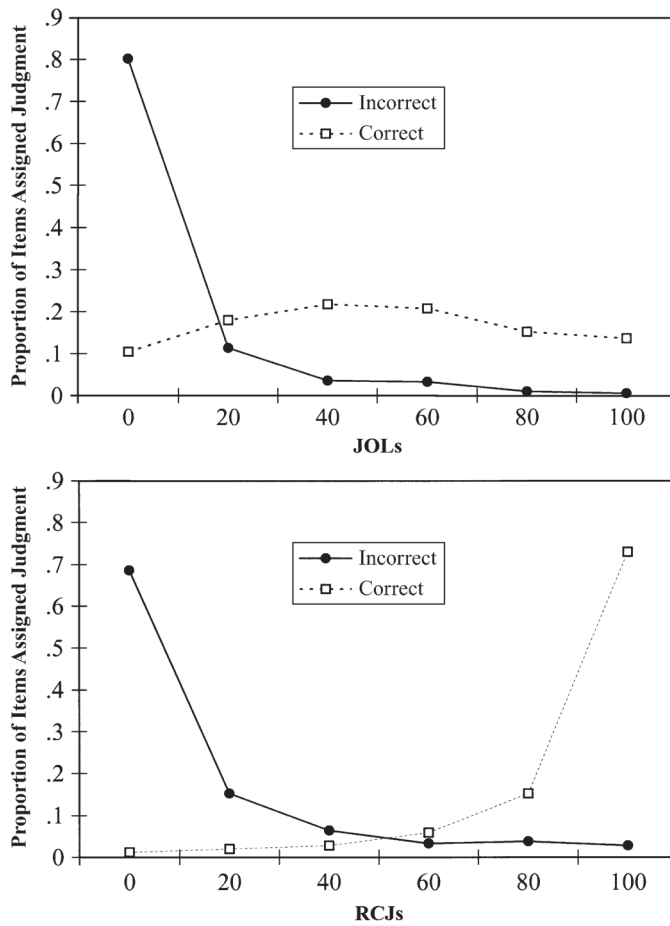 Proportion of Items Assigned Judgment
.9
.8
.7
.6
.5
.4
.3
.2
.1
0
Incorrect
Correct
0 20 40 60 80 100
JOLs
Proportion of Items Assigned Judgment
.9
.8
.7
.6
.5
.4
.3
.2
.1
0
Incorrect
Correct
0 20 40 60 80 100
RCJs